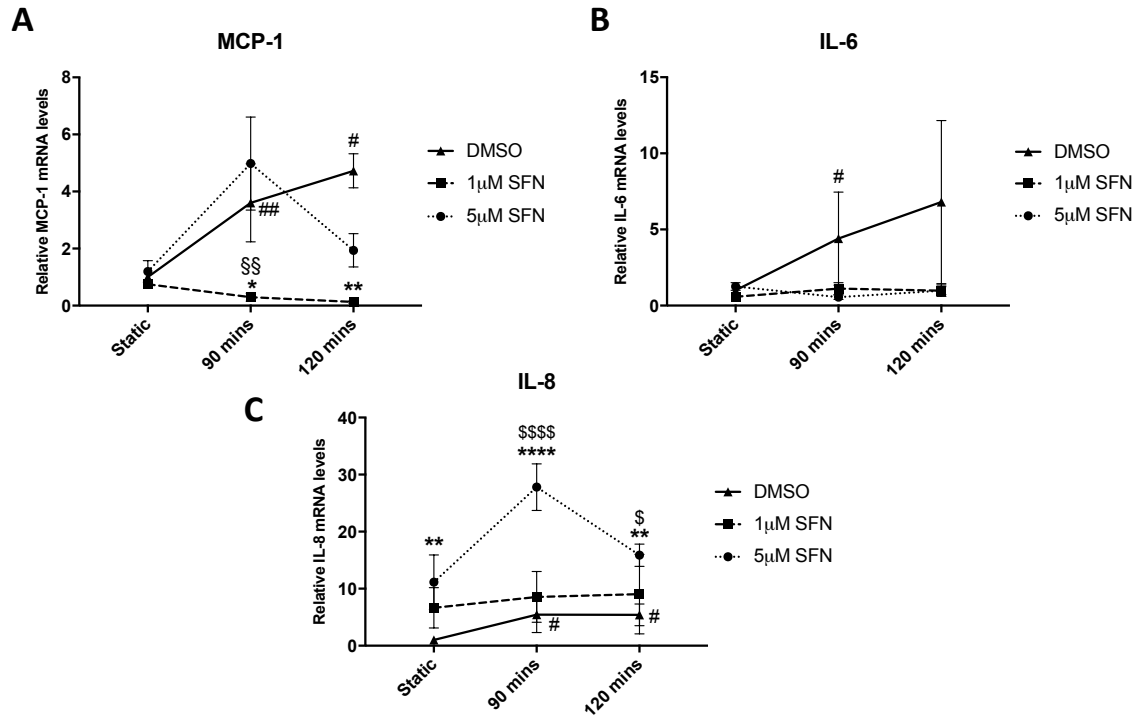 A
MCP-1
Relative MCP-1 mRNA levels
8
6
4
2
0
#
##
§§
*
**
Static
90 mins
120 mins
DMSO
1μM SFN
5μM SFN
B
IL-6
Relative IL-6 mRNA levels
15
10
5
0
#
Static
90 mins
120 mins
DMSO
1μM SFN
5μM SFN
C
IL-8
Relative IL-8 mRNA levels
40
30
20
10
0
$$$$
****
$
**
**
#
#
Static
90 mins
120 mins
DMSO
1μM SFN
5μM SFN